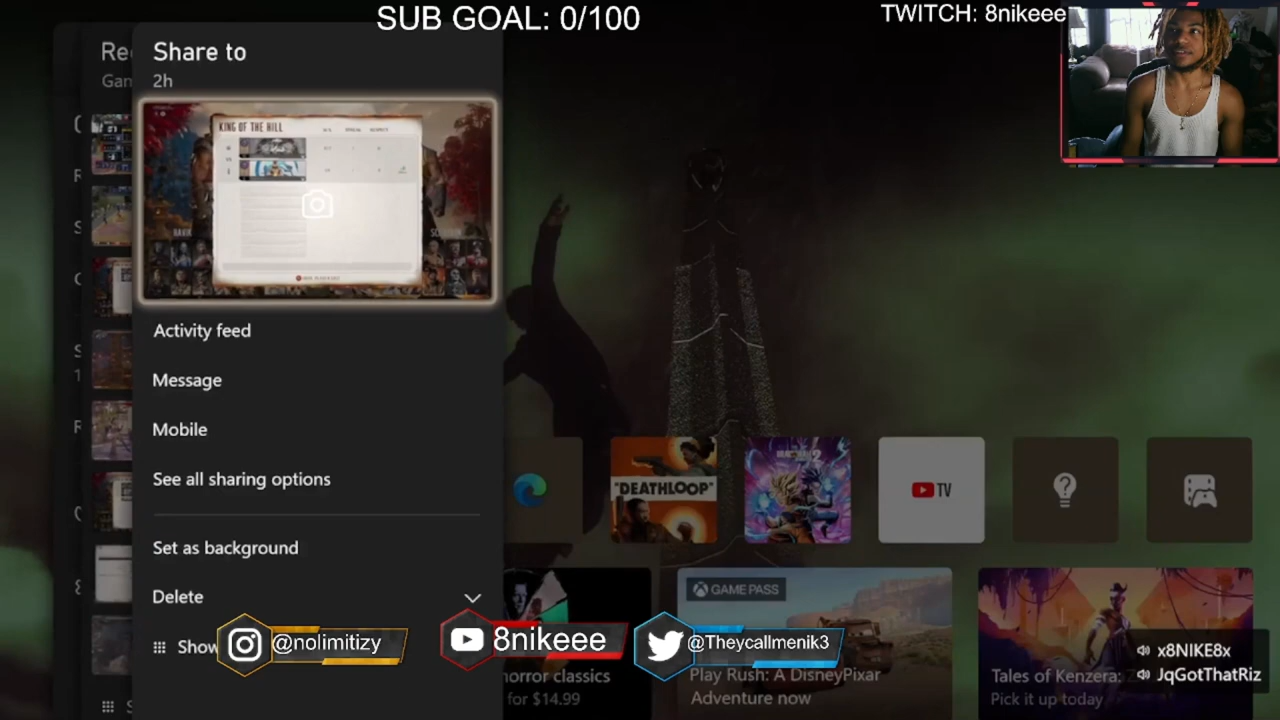 SUB GOAL: 0/100
TWITCH: 8nikeee
Share to
2h
KING OF THE HILL
Activity feed
Message
Mobile
See all sharing options
Set as background
Delete
Show
@nolimitizy
8nikeee
@Theycallmenik3
"DEATHLOOP"
TV
GAME PASS
horror classics
for $14.99
Play Rush: A DisneyPixar
Adventure now
Tales of Kenzera:
Pick it up today
x8NIKE8x
JqGotThatRiz